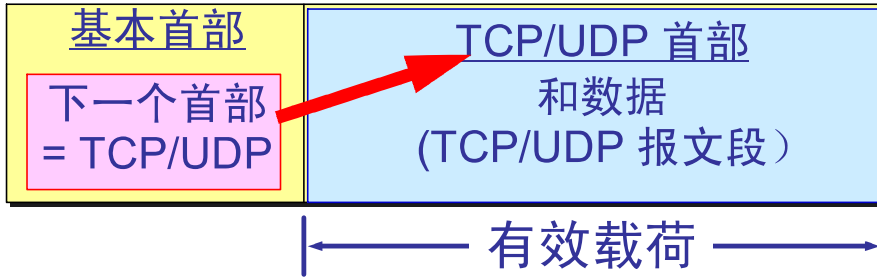 基本首部
下一个首部
= TCP/UDP
TCP/UDP 首部
和数据
(TCP/UDP 报文段）
有效载荷